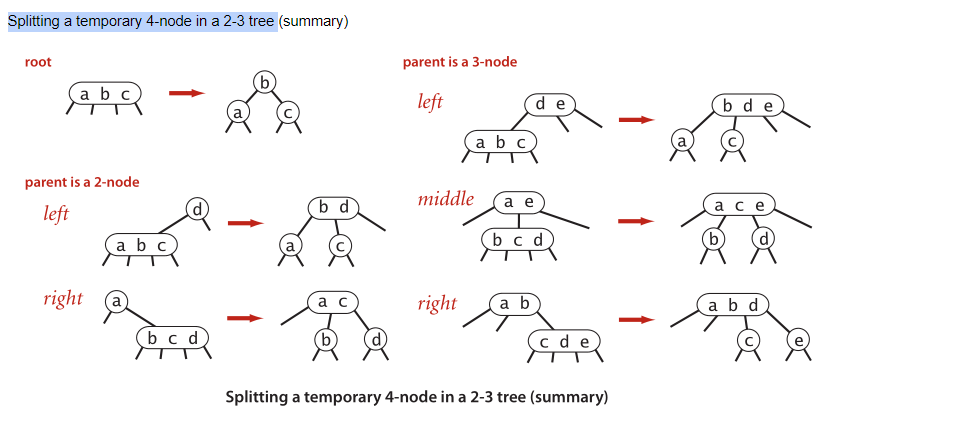 Splitting a temporary 4-node in a 2-3 tree (summary)
root
a b c
b
a
c
parent is a 2-node
left
d
a b c
b d
a
c
right
a
b c d
a c
b
d
parent is a 3-node
left
d e
a b c
b d e
a
c
middle
a e
b c d
a c e
b
d
right
a b
c d e
a b d
c
e
Splitting a temporary 4-node in a 2-3 tree (summary)